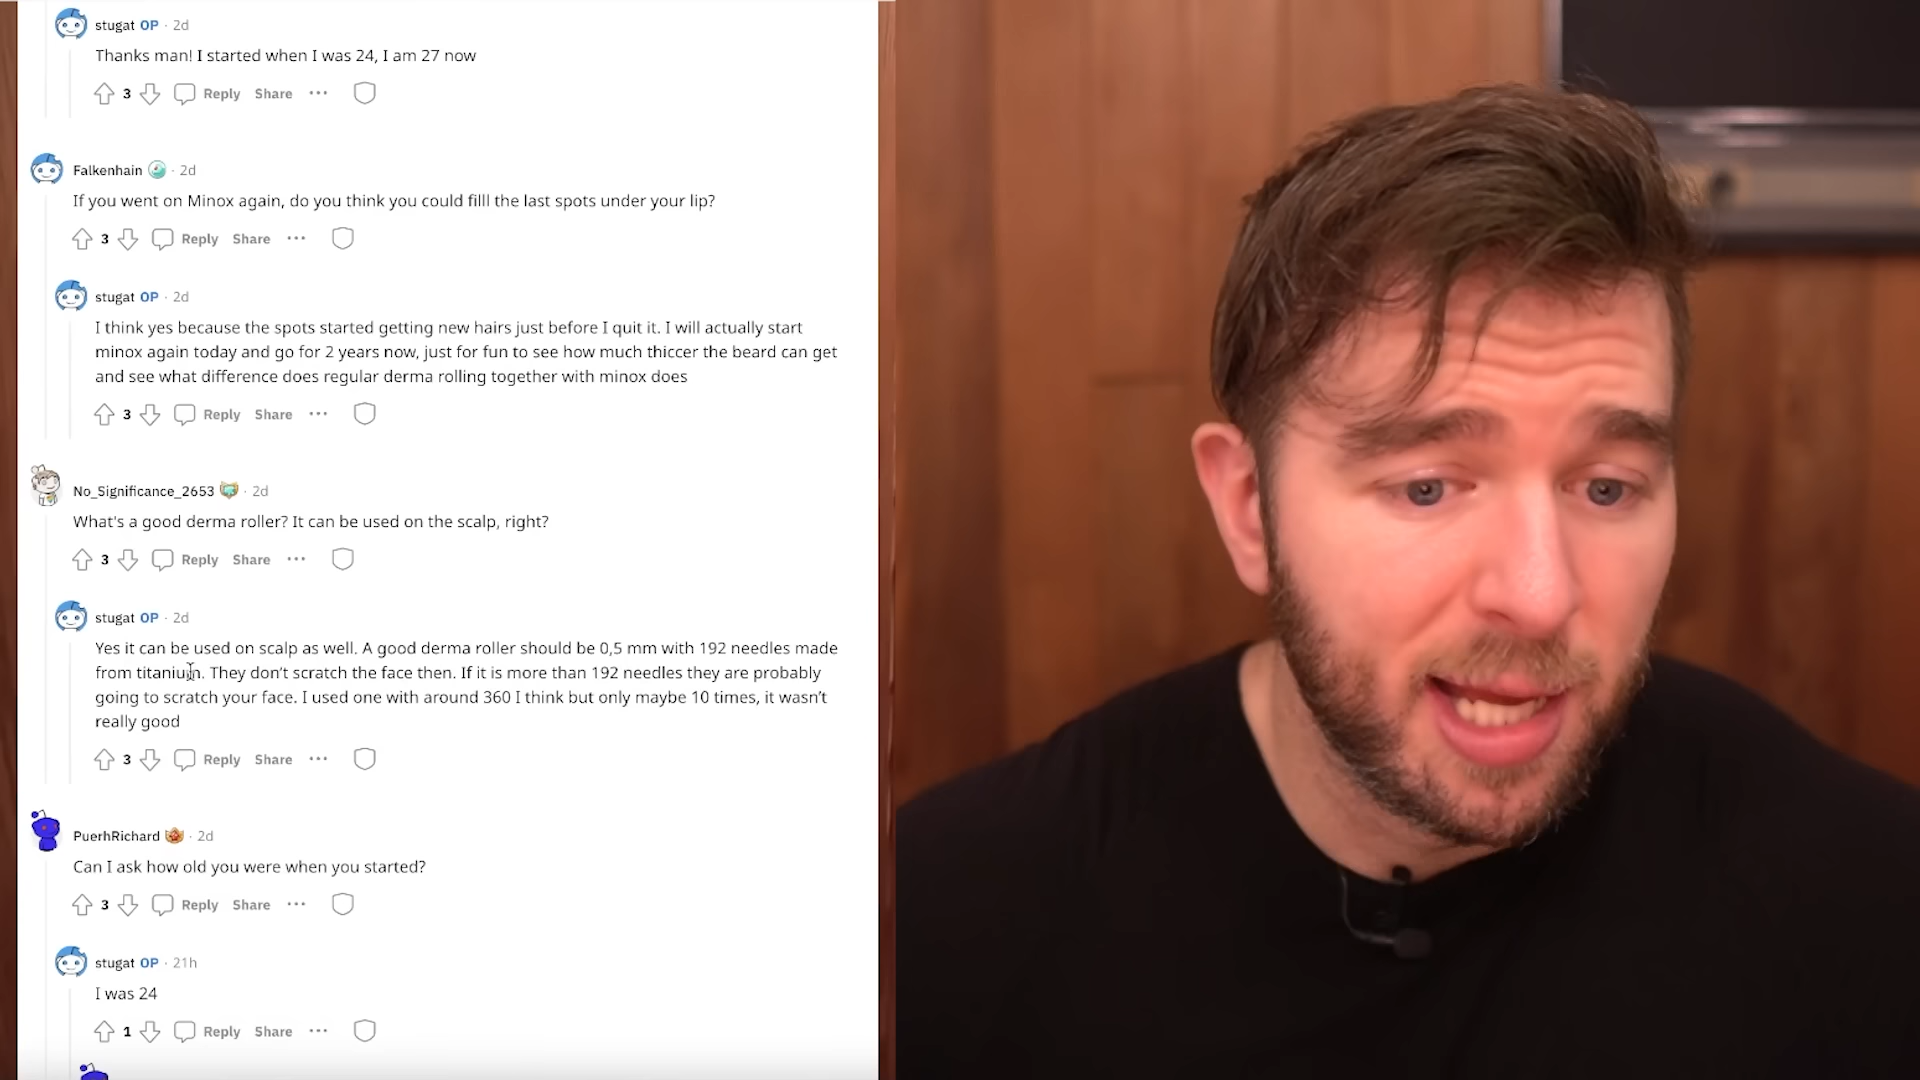 stugat OP · 2d
Thanks man! I started when I was 24, I am 27 now
3 Reply Share ···
Falkenhain · 2d
If you went on Minox again, do you think you could filll the last spots under your lip?
3 Reply Share ···
stugat OP · 2d
I think yes because the spots started getting new hairs just before I quit it. I will actually start
minox again today and go for 2 years now, just for fun to see how much thiccer the beard can get
and see what difference does regular derma rolling together with minox does
3 Reply Share ···
No_Significance_2653 · 2d
What's a good derma roller? It can be used on the scalp, right?
3 Reply Share ···
stugat OP · 2d
Yes it can be used on scalp as well. A good derma roller should be 0,5 mm with 192 needles made
from titanium. They don't scratch the face then. If it is more than 192 needles they are probably
going to scratch your face. I used one with around 360 I think but only maybe 10 times, it wasn't
really good
3 Reply Share ···
PuerhRichard · 2d
Can I ask how old you were when you started?
3 Reply Share ···
stugat OP · 21h
I was 24
1 Reply Share ···